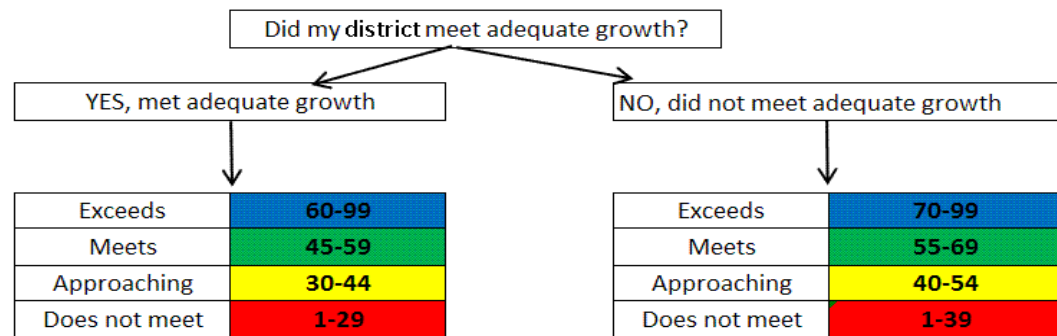 Did my district meet adequate growth?
YES, met adequate growth
NO, did not meet adequate growth
Exceeds 60-99
Meets 45-59
Approaching 30-44
Does not meet 1-29
Exceeds 70-99
Meets 55-69
Approaching 40-54
Does not meet 1-39